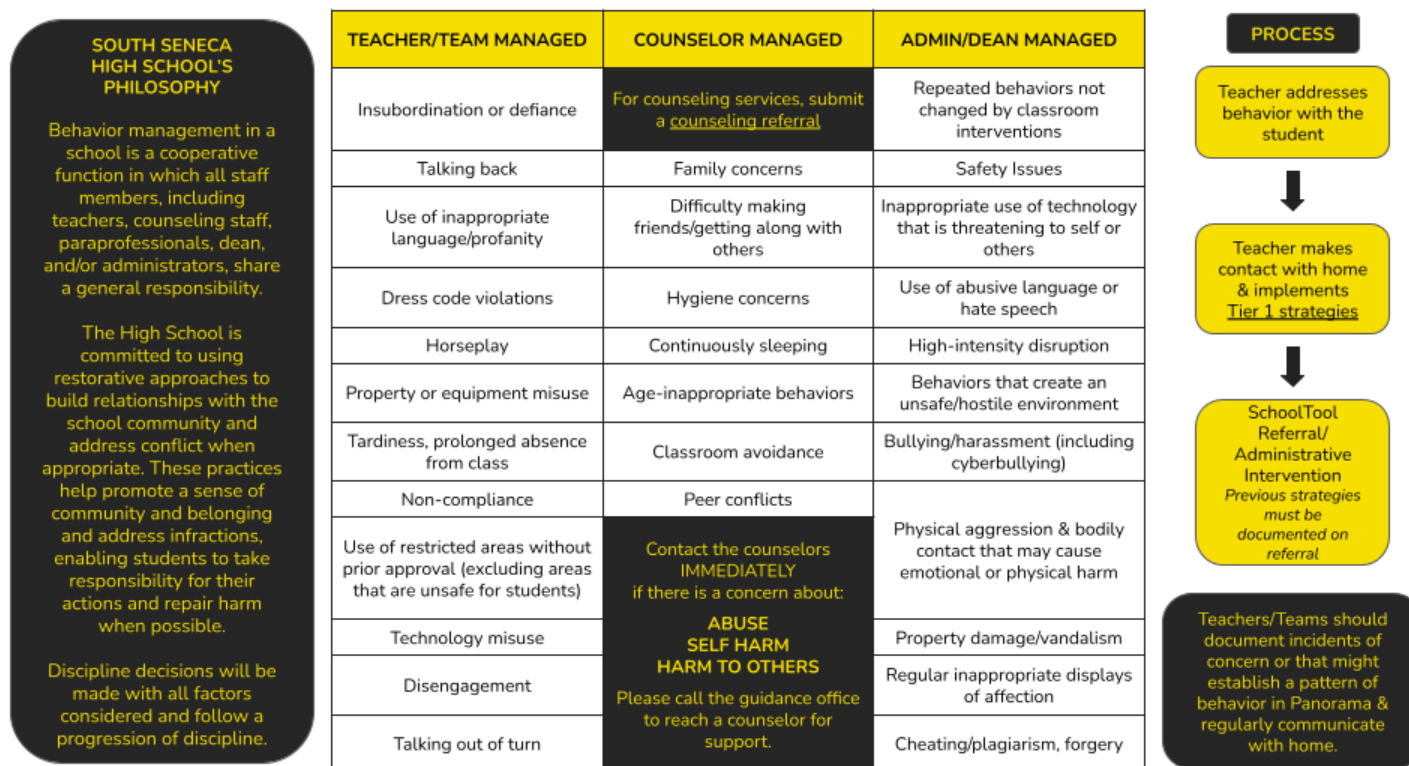 SOUTH SENECA
HIGH SCHOOL'S
PHILOSOPHY
Behavior management in a
school is a cooperative
function in which all staff
members, including
teachers, counseling staff,
paraprofessionals, dean,
and/or administrators, share
a general responsibility.
The High School is
committed to using
restorative approaches to
build relationships with the
school community and
address conflict when
appropriate. These practices
help promote a sense of
community and belonging
and address infractions,
enabling students to take
responsibility for their
actions and repair harm
when possible.
Discipline decisions will be
made with all factors
considered and follow a
progression of discipline.
TEACHER/TEAM MANAGED
COUNSELOR MANAGED
ADMIN/DEAN MANAGED
Insubordination or defiance
For counseling services, submit
a counseling referral
Repeated behaviors not
changed by classroom
interventions
Talking back
Family concerns
Safety Issues
Use of inappropriate
language/profanity
Difficulty making
friends/getting along with
others
Inappropriate use of technology
that is threatening to self or
others
Dress code violations
Hygiene concerns
Use of abusive language or
hate speech
Horseplay
Continuously sleeping
High-intensity disruption
Property or equipment misuse
Age-inappropriate behaviors
Behaviors that create an
unsafe/hostile environment
Tardiness, prolonged absence
from class
Classroom avoidance
Bullying/harassment (including
cyberbullying)
Non-compliance
Peer conflicts
Physical aggression & bodily
contact that may cause
emotional or physical harm
Use of restricted areas without
prior approval (excluding areas
that are unsafe for students)
Contact the counselors
IMMEDIATELY
if there is a concern about:
ABUSE
SELF HARM
HARM TO OTHERS
Please call the guidance office
to reach a counselor for
support.
Technology misuse
Property damage/vandalism
Disengagement
Regular inappropriate displays
of affection
Talking out of turn
Cheating/plagiarism, forgery
PROCESS
Teacher addresses
behavior with the
student
Teacher makes
contact with home
& implements
Tier 1 strategies
SchoolTool
Referral/
Administrative
Intervention
Previous strategies
must be
documented on
referral
Teachers/Teams should
document incidents of
concern or that might
establish a pattern of
behavior in Panorama &
regularly communicate
with home.